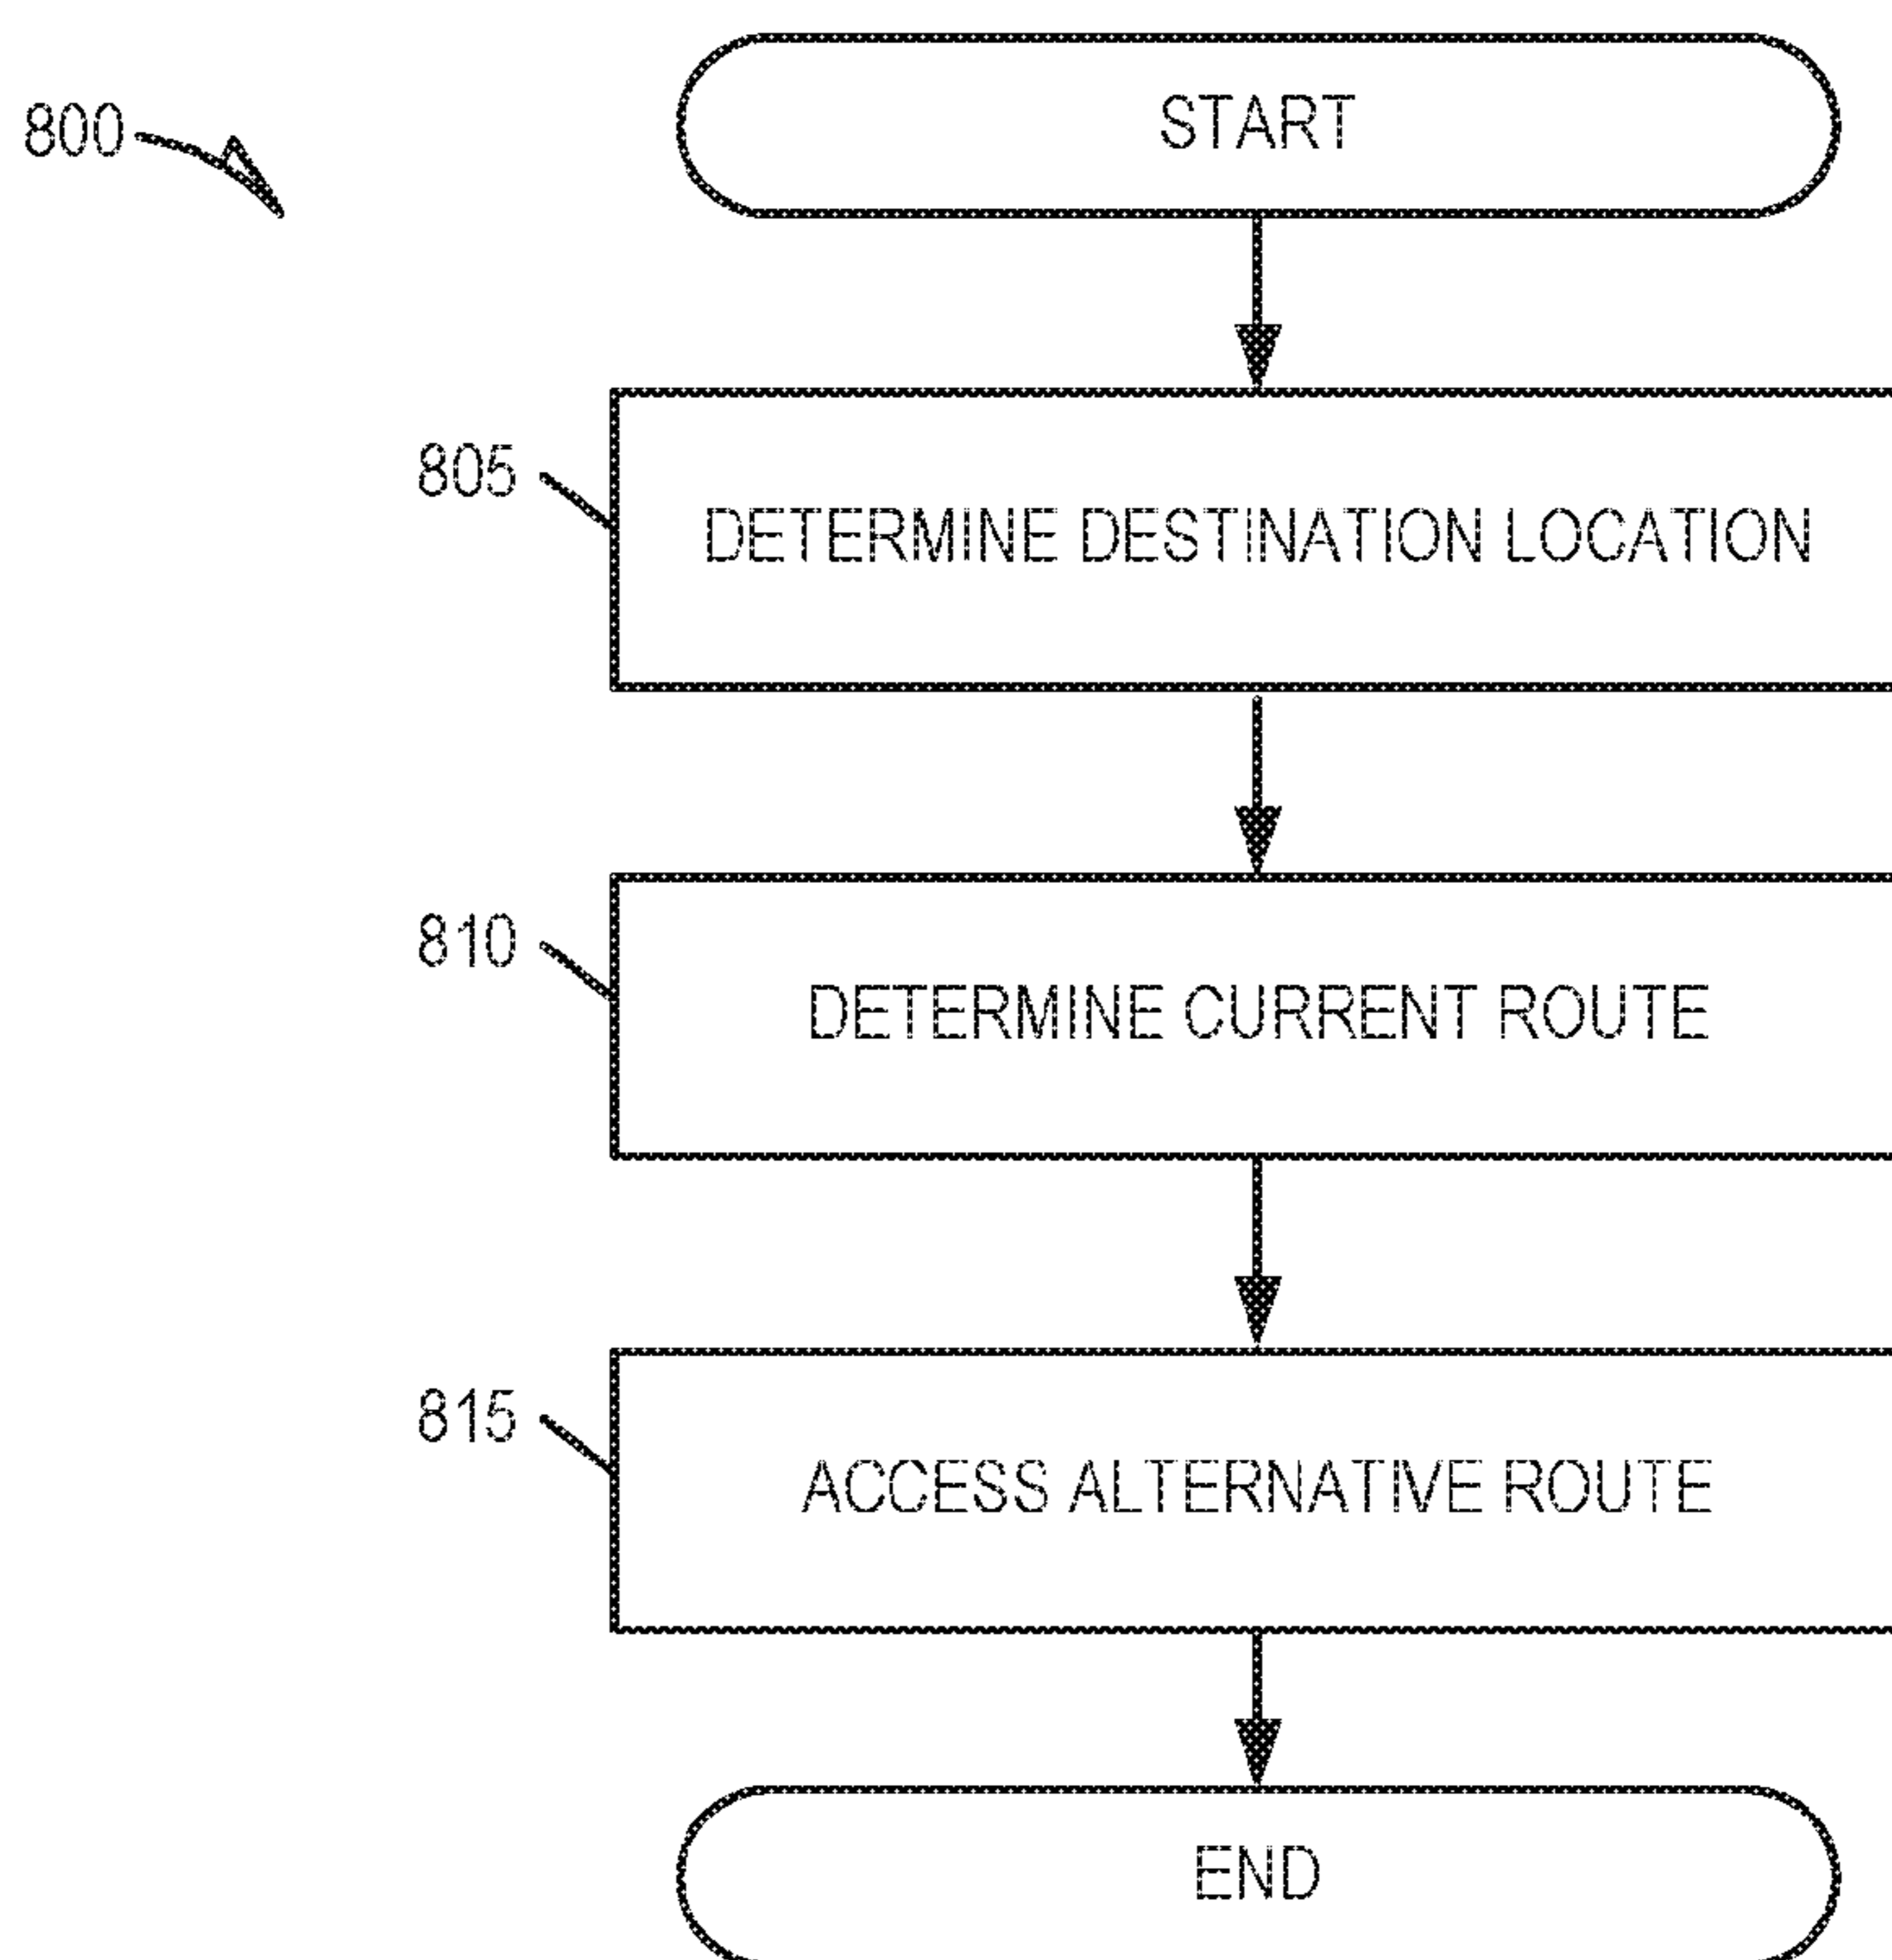 800
START
805
DETERMINE DESTINATION LOCATION
810
DETERMINE CURRENT ROUTE
815
ACCESS ALTERNATIVE ROUTE
END